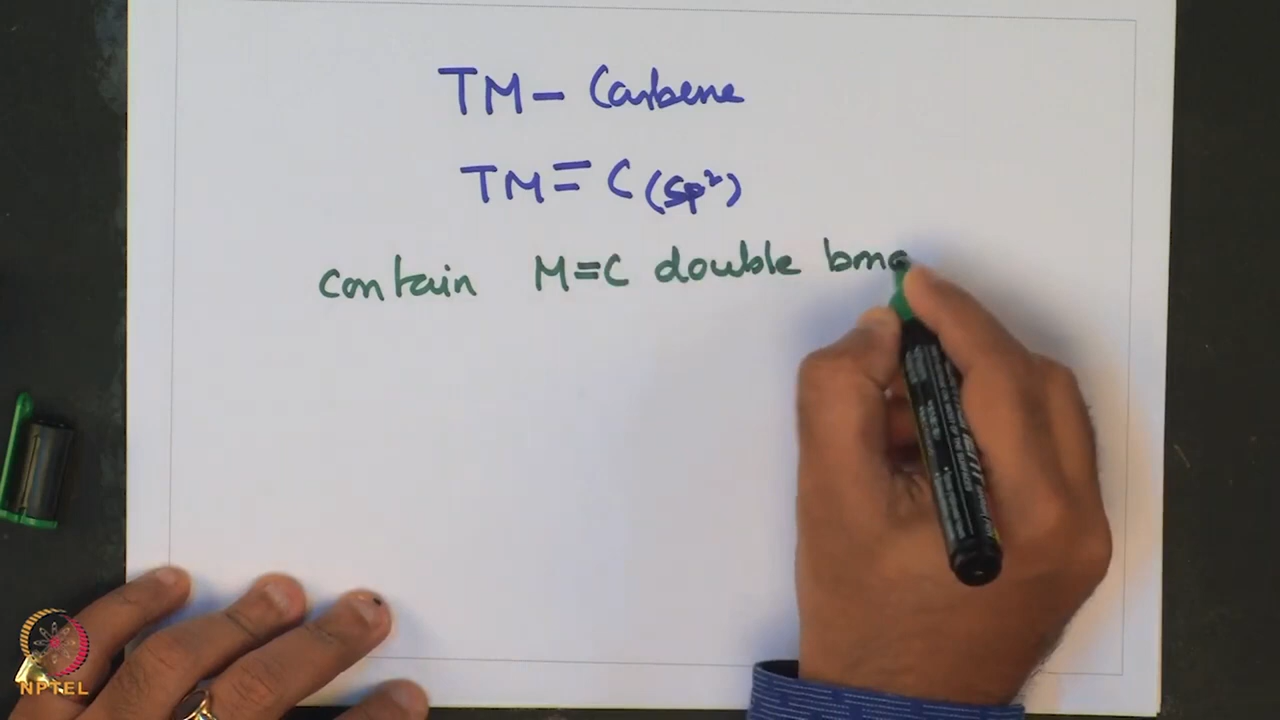 TM - Carbene
TM = C (sp²)
contain M=C double bond
NPTEL